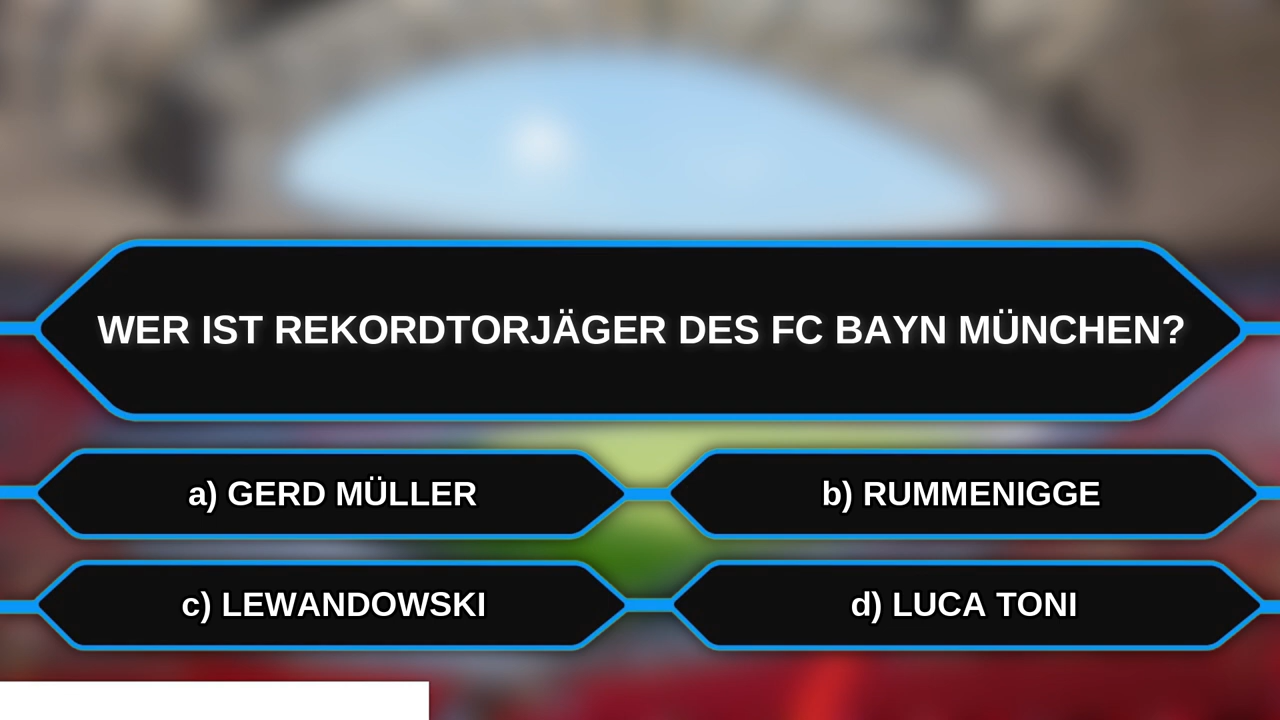 WER IST REKORDTORJÄGER DES FC BAYN MÜNCHEN?
a) GERD MÜLLER
b) RUMMENIGGE
c) LEWANDOWSKI
d) LUCA TONI